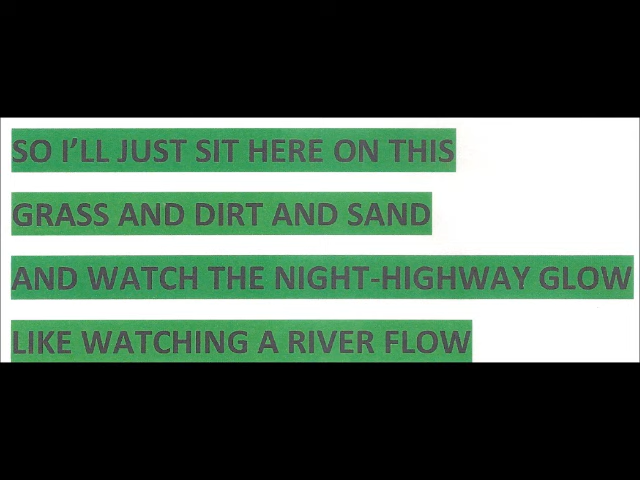 SO I'LL JUST SIT HERE ON THIS
GRASS AND DIRT AND SAND
AND WATCH THE NIGHT-HIGHWAY GLOW
LIKE WATCHING A RIVER FLOW